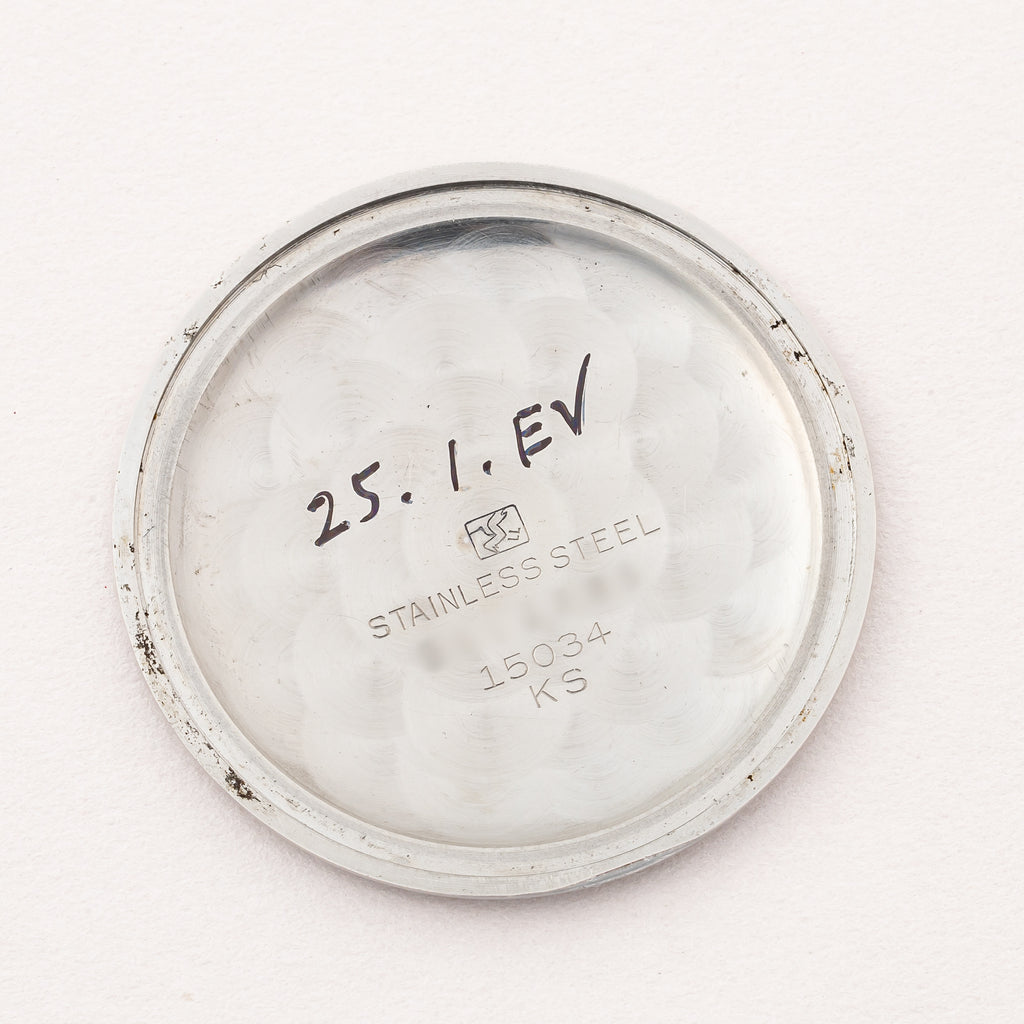 25. 1. EV
STAINLESS STEEL
15034
KS